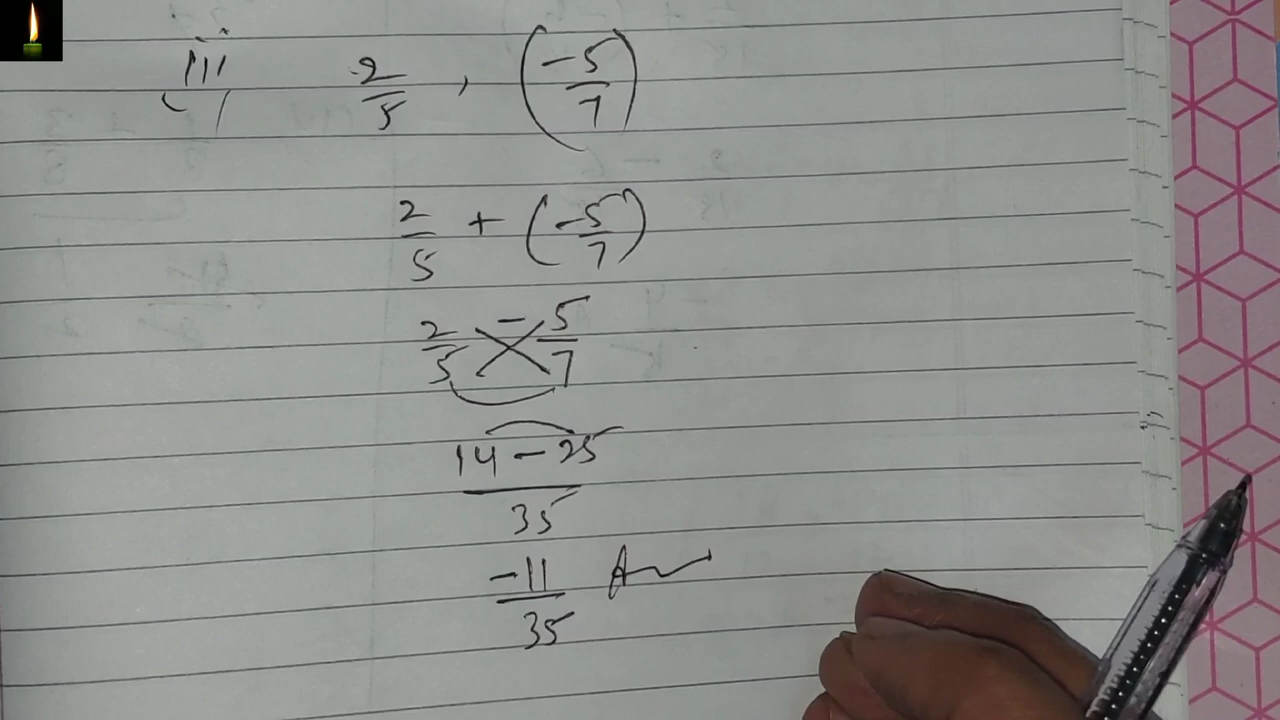 iii) 2/5 , (-5/7)
2/5 + (-5/7)
2/5 - 5/7
14 - 25 / 35
-11/35 Ans